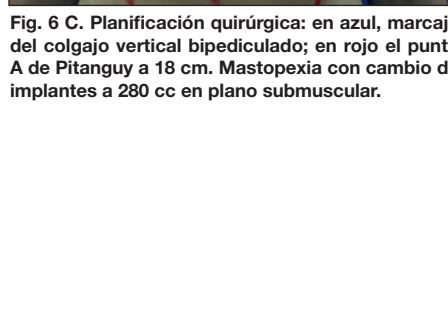 Fig. 6 C. Planificación quirúrgica: en azul, marcaj
del colgajo vertical bipediculado; en rojo el punt
A de Pitanguy a 18 cm. Mastopexia con cambio d
implantes a 280 cc en plano submuscular.